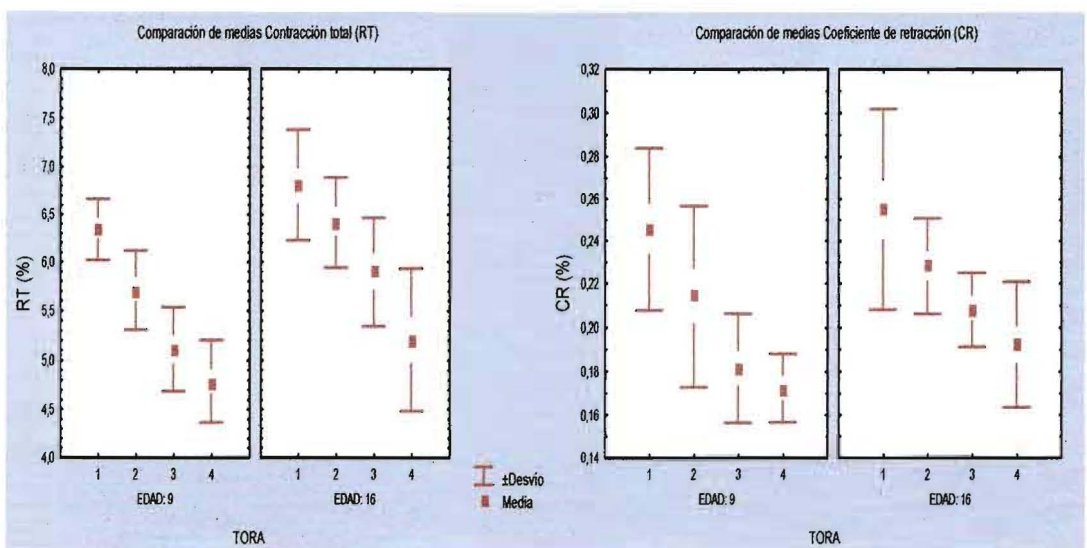 Comparación de medias Contracción total (RT)
8,0
7,5
7,0
6,5
6,0
5,5
5,0
4,5
4,0
RT (%)
1 2 3 4
EDAD: 9
1 2 3 4
EDAD: 16
TORA
±Desvio
Media
Comparación de medias Coeficiente de retracción (CR)
0,32
0,30
0,28
0,26
0,24
0,22
0,20
0,18
0,16
0,14
CR (%)
1 2 3 4
EDAD: 9
1 2 3 4
EDAD: 16
TORA